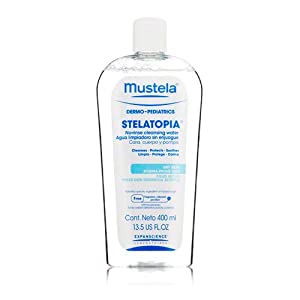 mustela
DERMO-PEDIATRICS
STELATOPIA
No-rinse cleansing water
Agua limpiadora sin enjuague
Cara, cuerpo y pompis
Cleanses - Protects - Soothes
Limpia - Protege - Calma
Free
Cont. Neto 400 ml
13.5 US FL.OZ
EXPANSCIENCE